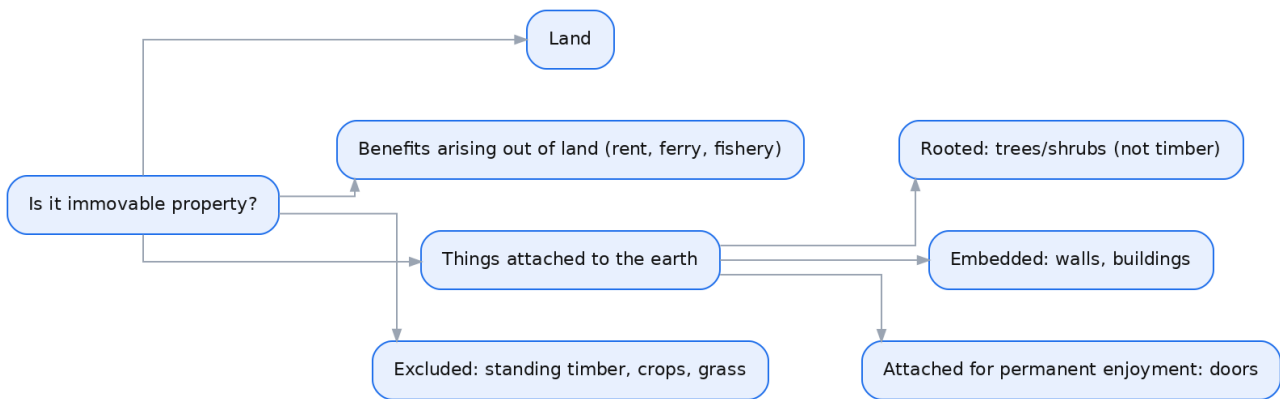 Land
Benefits arising out of land (rent, ferry, fishery)
Rooted: trees/shrubs (not timber)
Is it immovable property?
Things attached to the earth
Embedded: walls, buildings
Excluded: standing timber, crops, grass
Attached for permanent enjoyment: doors